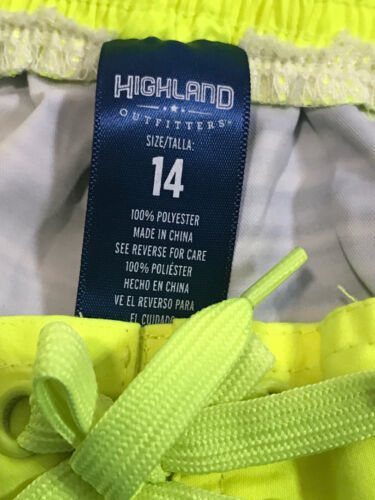 HIGHLAND
OUTFITTERS
SIZE/TALLA:
14
100% POLYESTER
MADE IN CHINA
SEE REVERSE FOR CARE
100% POLIÉSTER
HECHO EN CHINA
VE EL REVERSO PARA
EL CUIDADO